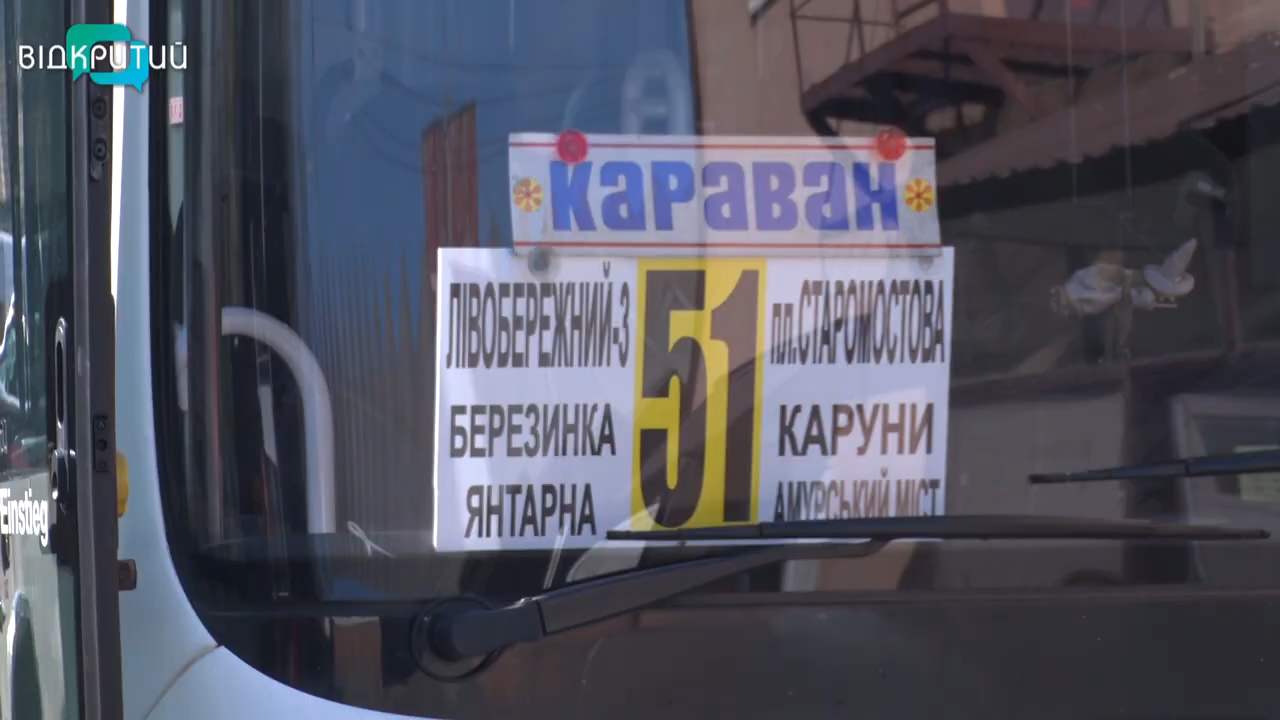 ВІДКРИТИЙ
Караван
ЛІВОБЕРЕЖНИЙ-3
БЕРЕЗИНКА
ЯНТАРНА
51
пл.СТАРОМОСТОВА
КАРУНИ
АМУРСЬКИЙ МІСТ
Einstieg